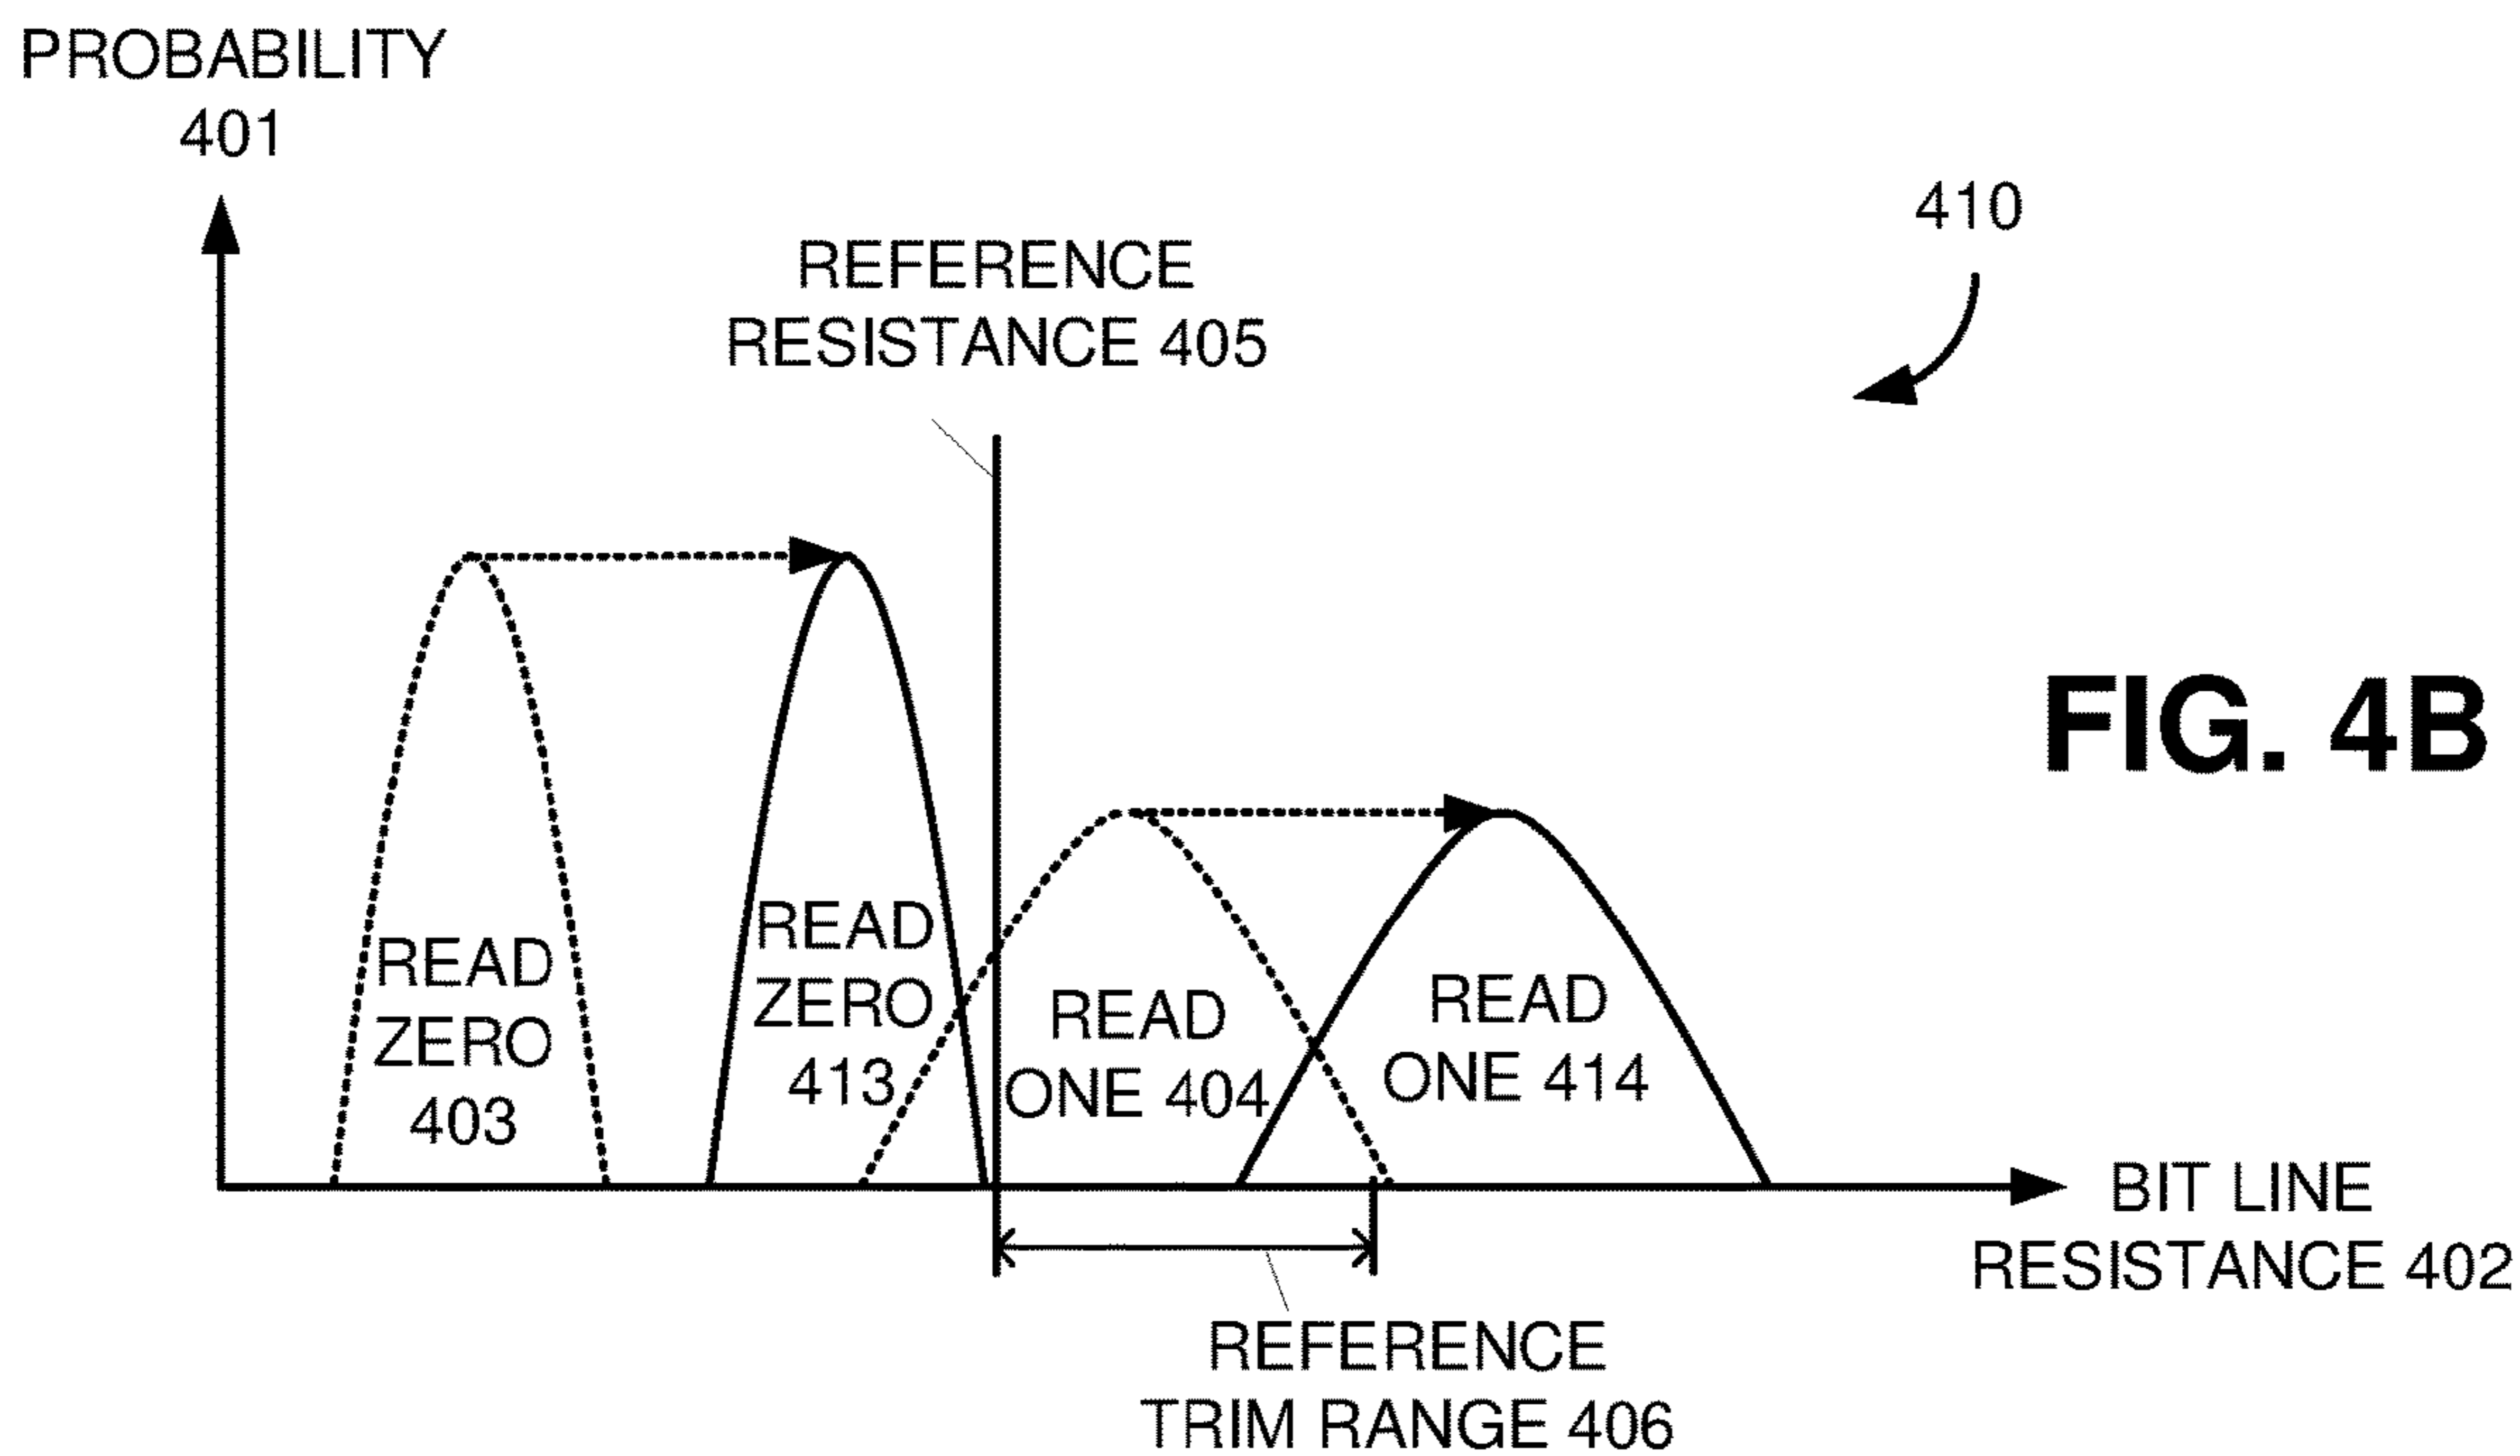 PROBABILITY
401
410
REFERENCE
RESISTANCE 405
FIG. 4B
READ
ZERO
403
READ
ZERO
413
READ
ONE 404
READ
ONE 414
BIT LINE
RESISTANCE 402
REFERENCE
TRIM RANGE 406